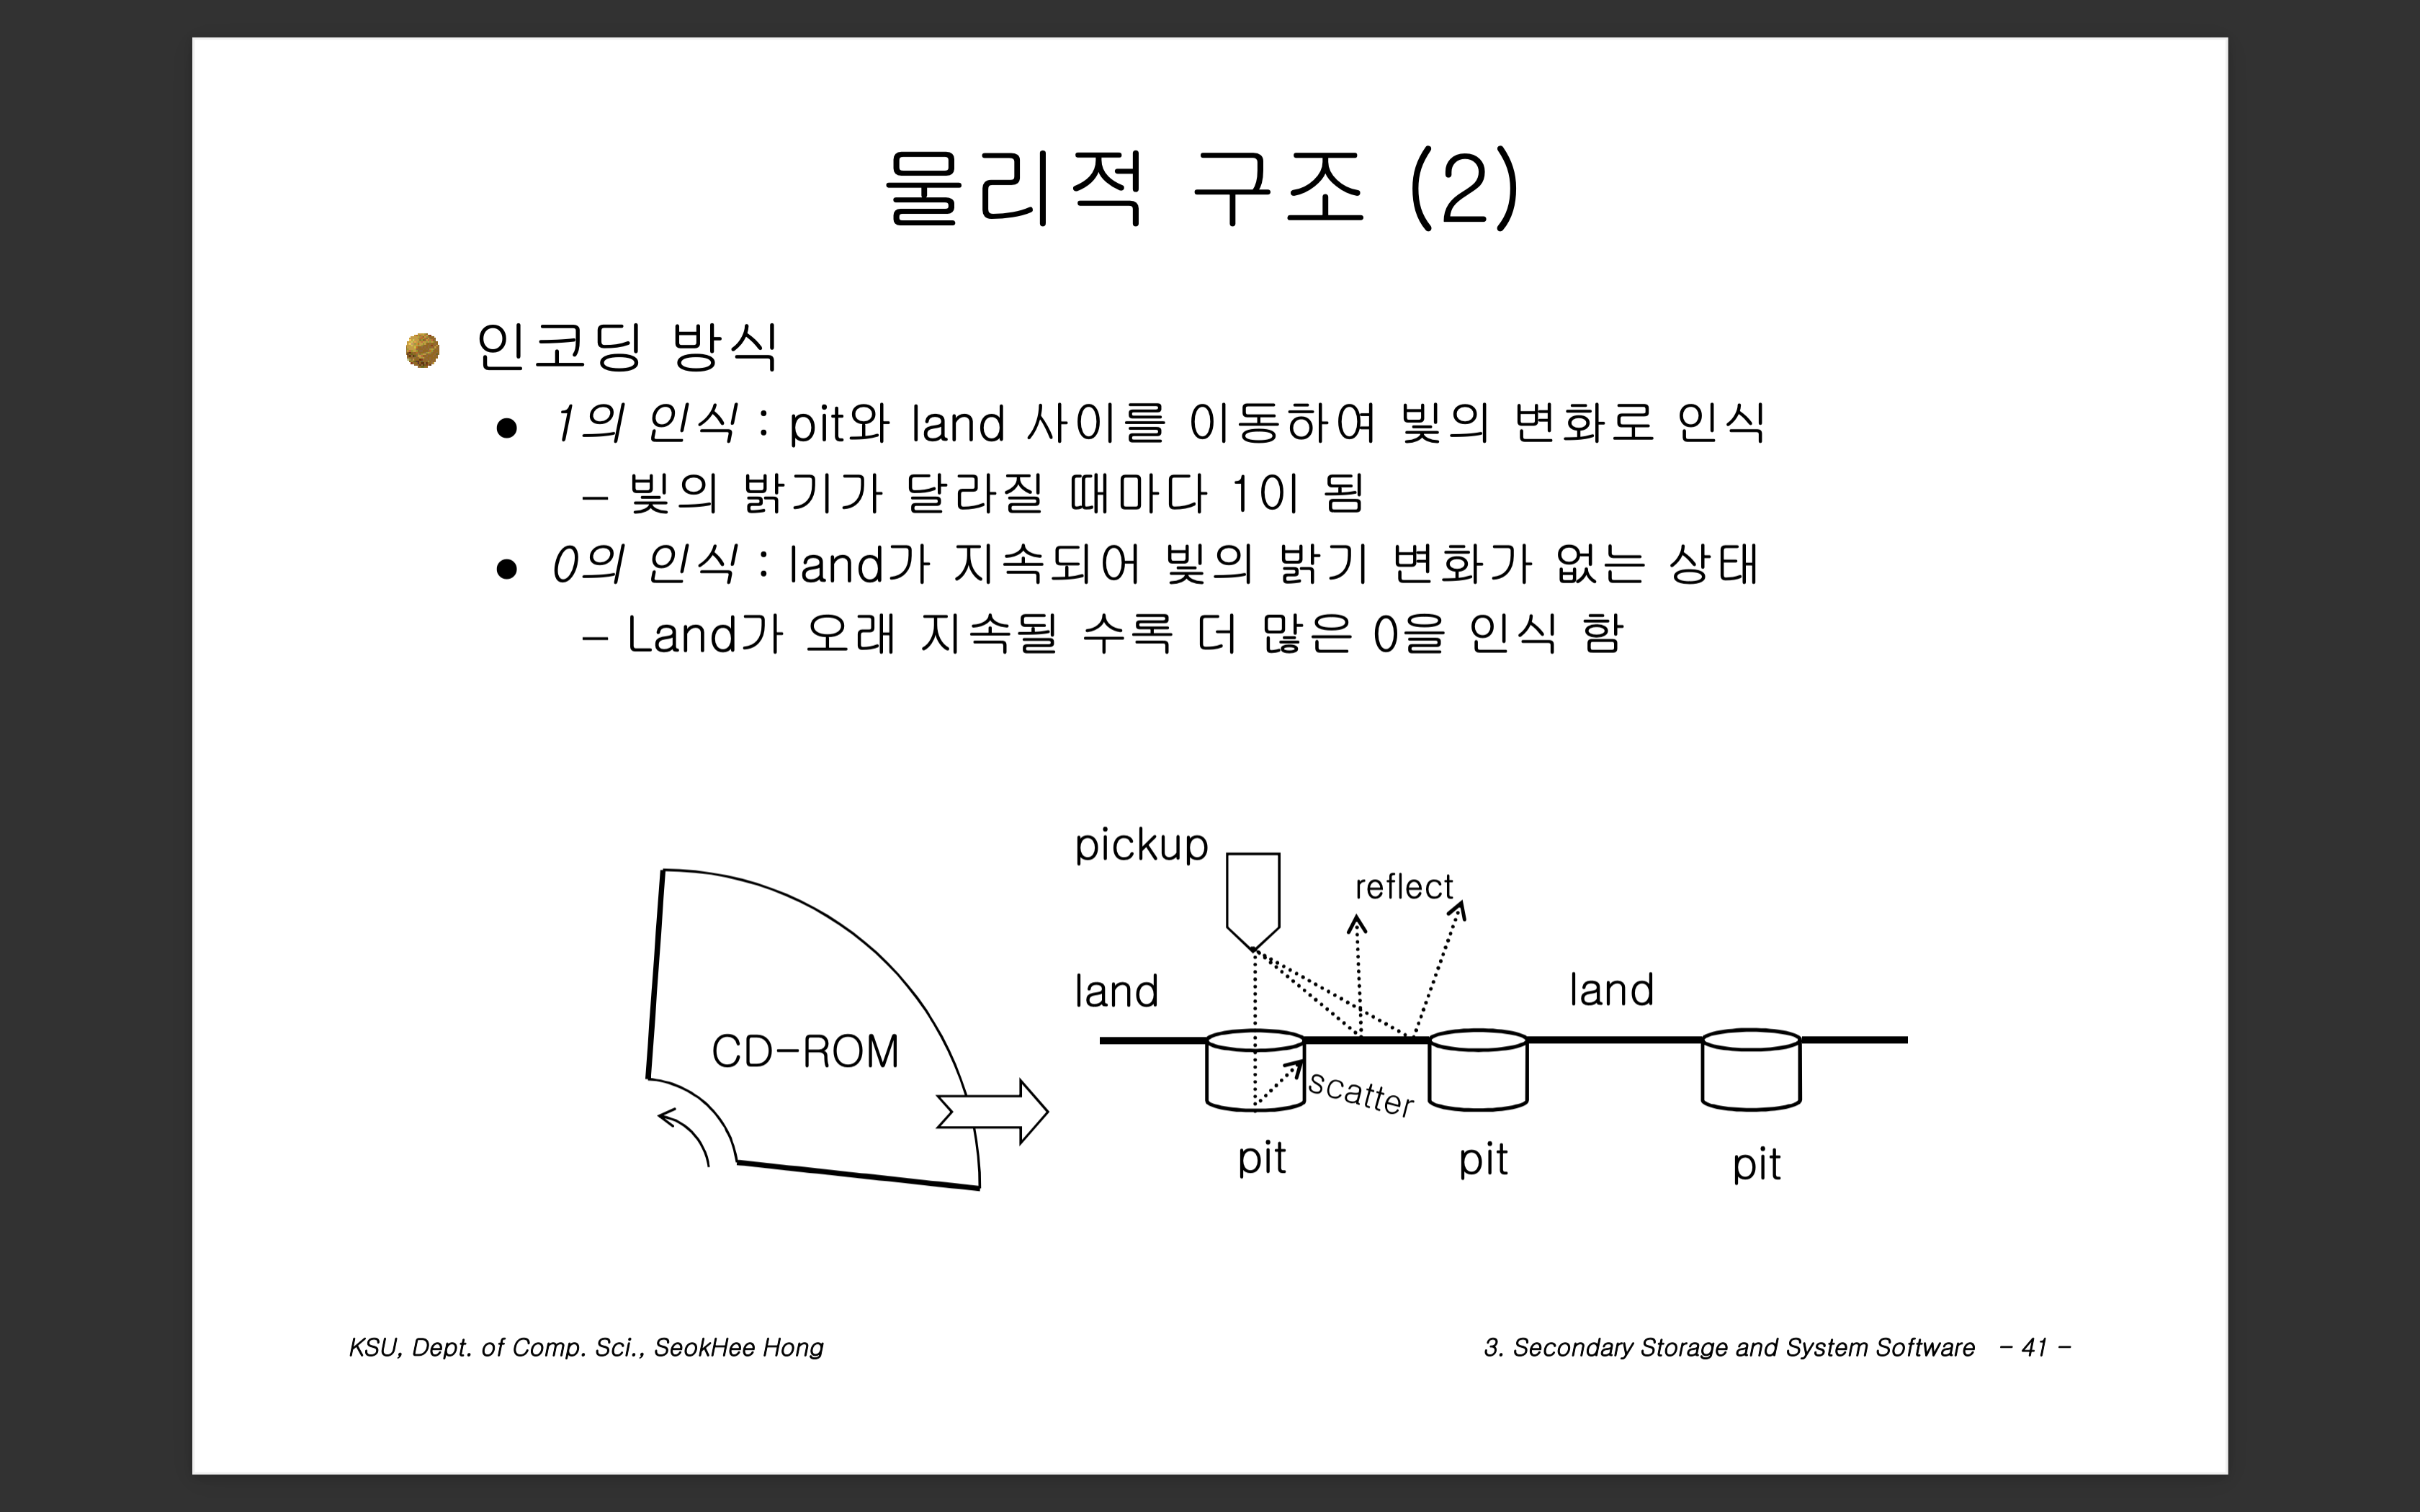 물리적 구조 (2)
인코딩 방식
● 1의 인식 : pit와 land 사이를 이동하여 빛의 변화로 인식
– 빛의 밝기가 달라질 때마다 1이 됨
● 0의 인식 : land가 지속되어 빛의 밝기 변화가 없는 상태
– Land가 오래 지속될 수록 더 많은 0을 인식 함
pickup
reflect
land
land
CD-ROM
scatter
pit
pit
pit
KSU, Dept. of Comp. Sci., SeokHee Hong
3. Secondary Storage and System Software – 41 –